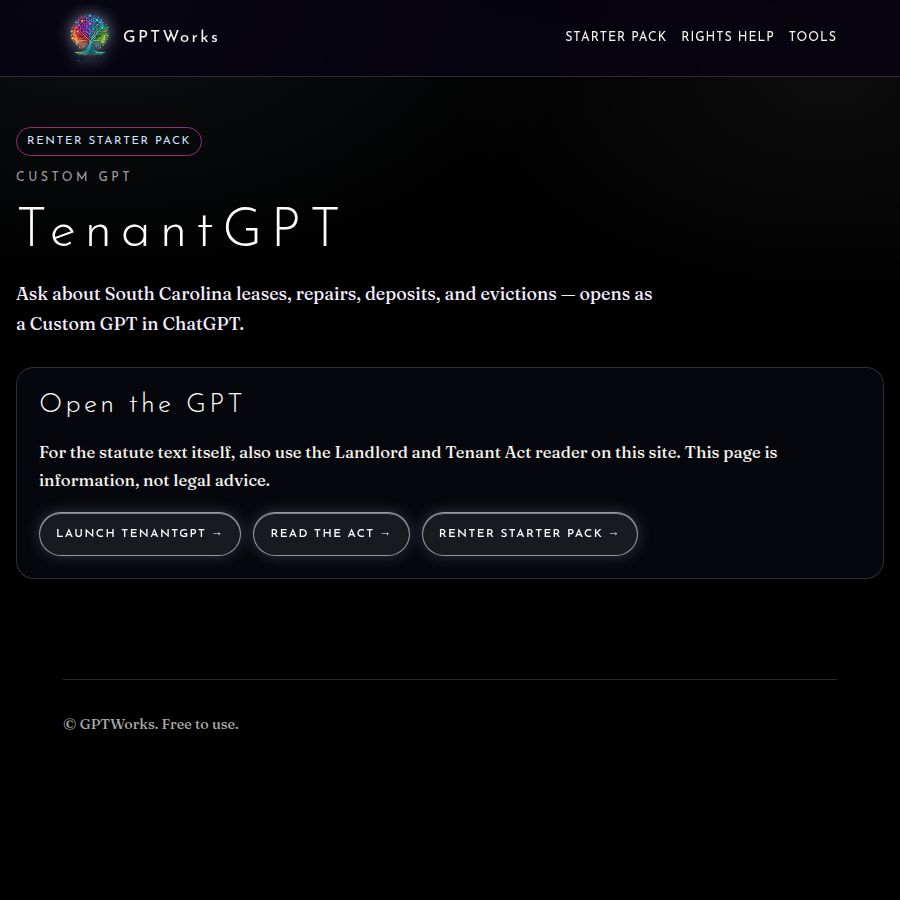 GPTWorks
STARTER PACK RIGHTS HELP TOOLS
RENTER STARTER PACK
CUSTOM GPT
TenantGPT
Ask about South Carolina leases, repairs, deposits, and evictions — opens as
a Custom GPT in ChatGPT.
Open the GPT
For the statute text itself, also use the Landlord and Tenant Act reader on this site. This page is
information, not legal advice.
LAUNCH TENANTGPT → READ THE ACT → RENTER STARTER PACK →
© GPTWorks. Free to use.